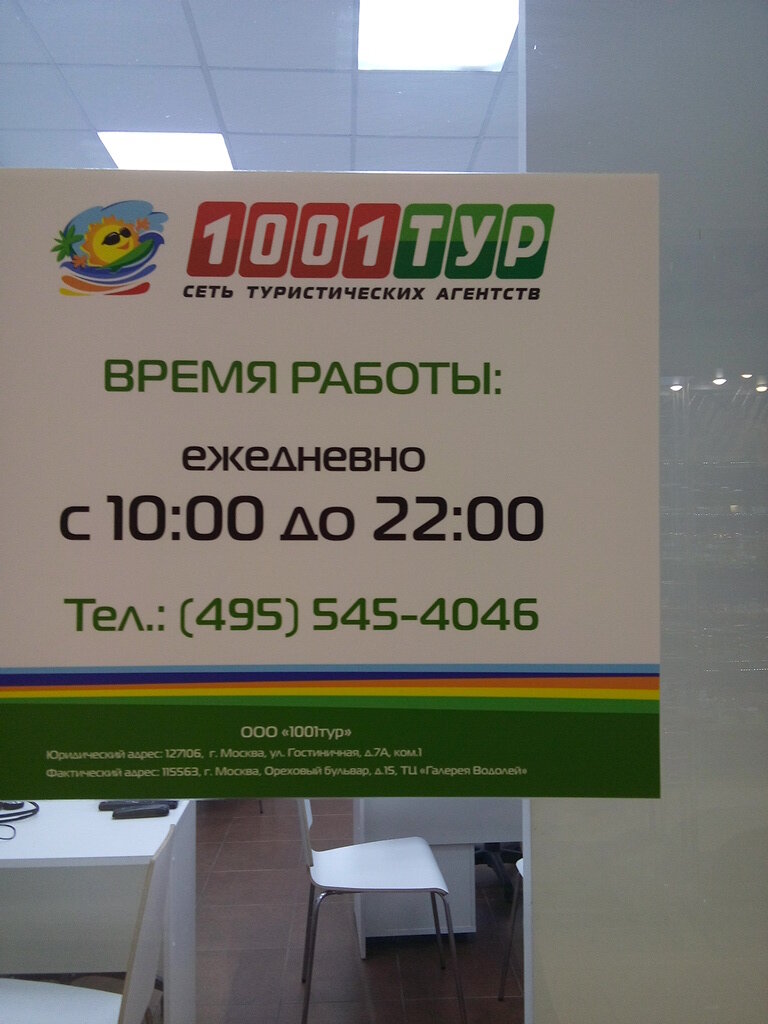 1001ТУР
СЕТЬ ТУРИСТИЧЕСКИХ АГЕНТСТВ
ВРЕМЯ РАБОТЫ:
ежедневно
с 10:00 до 22:00
Тел.: (495) 545-4046
ООО «1001тур»
Юридический адрес: 127106, г. Москва, ул. Гостиничная, д.7А, ком.1
Фактический адрес: 115563, г. Москва, Ореховый бульвар, д.15, ТЦ «Галерея Водолей»